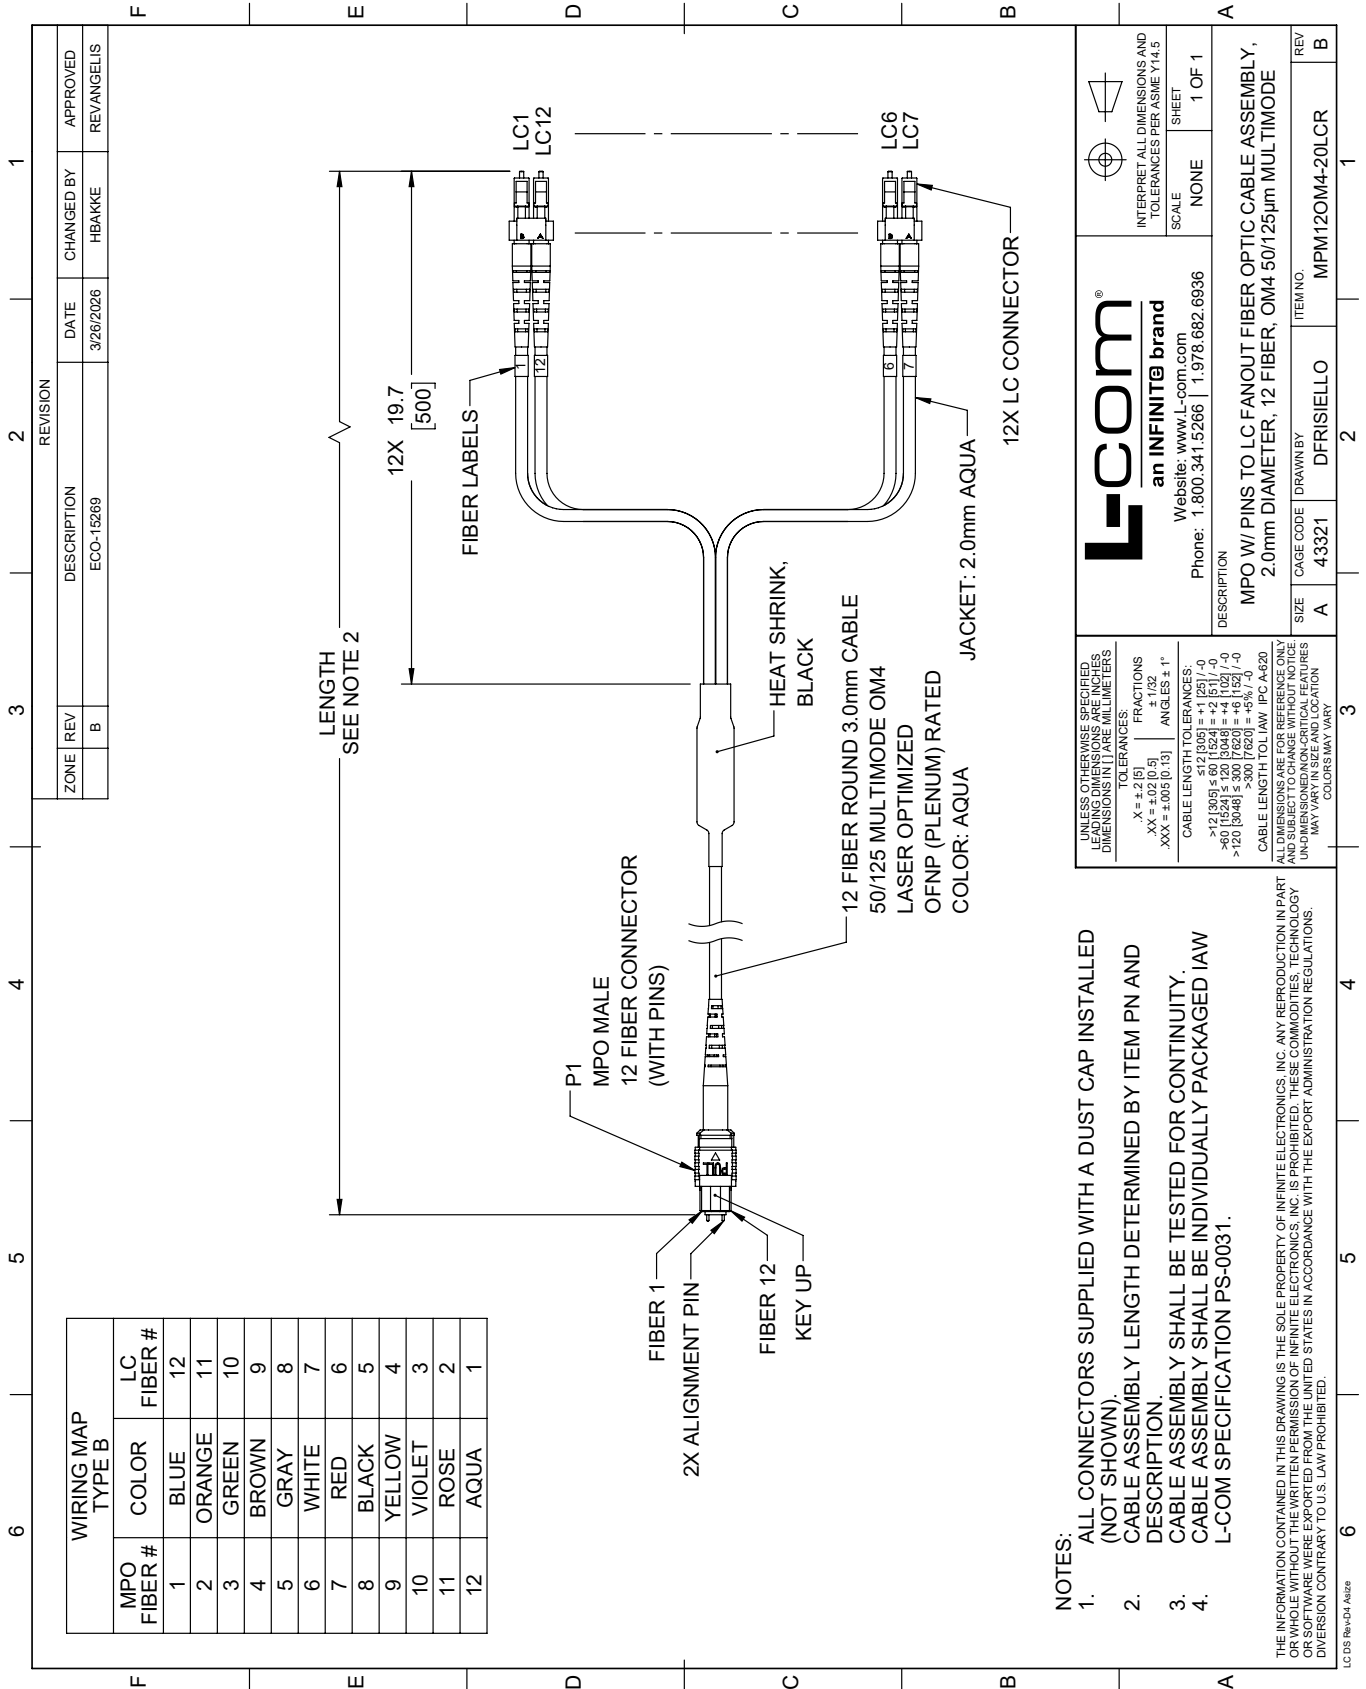 6
5
4
3
2
1
F
E
D
C
B
A
WIRING MAP
TYPE B
MPO FIBER # COLOR LC FIBER #
1 BLUE 12
2 ORANGE 11
3 GREEN 10
4 BROWN 9
5 GRAY 8
6 WHITE 7
7 RED 6
8 BLACK 5
9 YELLOW 4
10 VIOLET 3
11 ROSE 2
12 AQUA 1
REVISION
ZONE REV DESCRIPTION DATE CHANGED BY APPROVED
B ECO-15269 3/26/2026 HBAKKE REVANGELIS
LENGTH
SEE NOTE 2
12X 19.7
[500]
FIBER LABELS
LC1
LC12
1
12
B
A
P1
MPO MALE
12 FIBER CONNECTOR
(WITH PINS)
FIBER 1
2X ALIGNMENT PIN
FIBER 12
KEY UP
PULL
HEAT SHRINK,
BLACK
12 FIBER ROUND 3.0mm CABLE
50/125 MULTIMODE OM4
LASER OPTIMIZED
OFNP (PLENUM) RATED
COLOR: AQUA
B
A
6
7
LC6
LC7
JACKET: 2.0mm AQUA
12X LC CONNECTOR
NOTES:
1. ALL CONNECTORS SUPPLIED WITH A DUST CAP INSTALLED
(NOT SHOWN).
2. CABLE ASSEMBLY LENGTH DETERMINED BY ITEM PN AND
DESCRIPTION.
3. CABLE ASSEMBLY SHALL BE TESTED FOR CONTINUITY.
4. CABLE ASSEMBLY SHALL BE INDIVIDUALLY PACKAGED IAW
L-COM SPECIFICATION PS-0031.
THE INFORMATION CONTAINED IN THIS DRAWING IS THE SOLE PROPERTY OF INFINITE ELECTRONICS, INC. ANY REPRODUCTION IN PART
OR WHOLE WITHOUT THE WRITTEN PERMISSION OF INFINITE ELECTRONICS, INC. IS PROHIBITED. THESE COMMODITIES, TECHNOLOGY
OR SOFTWARE WERE EXPORTED FROM THE UNITED STATES IN ACCORDANCE WITH THE EXPORT ADMINISTRATION REGULATIONS.
DIVERSION CONTRARY TO U.S. LAW PROHIBITED.
UNLESS OTHERWISE SPECIFIED
LEADING DIMENSIONS ARE INCHES
DIMENSIONS IN [ ] ARE MILLIMETERS
TOLERANCES:
.X = ±.2 [5] FRACTIONS
.XX = ±.02 [0.5] ± 1/32
.XXX = ±.005 [0.13] ANGLES ± 1°
CABLE LENGTH TOLERANCES:
≤12 [305] = +1 [25] / -0
>12 [305] ≤ 60 [1524] = +2 [51] / -0
>60 [1524] ≤ 120 [3048] = +4 [102] / -0
>120 [3048] ≤ 300 [7620] = +6 [152] / -0
>300 [7620] = +5% / -0
CABLE LENGTH TOL IAW IPC A-620
ALL DIMENSIONS ARE FOR REFERENCE ONLY
AND SUBJECT TO CHANGE WITHOUT NOTICE.
UN-DIMENSIONED/NON-CRITICAL FEATURES
MAY VARY IN SIZE AND LOCATION
COLORS MAY VARY
L-com®
an INFINIT@ brand
Website: www.L-com.com
Phone: 1.800.341.5266 | 1.978.682.6936
INTERPRET ALL DIMENSIONS AND
TOLERANCES PER ASME Y14.5
SCALE NONE
SHEET 1 OF 1
DESCRIPTION
MPO W/ PINS TO LC FANOUT FIBER OPTIC CABLE ASSEMBLY,
2.0mm DIAMETER, 12 FIBER, OM4 50/125µm MULTIMODE
SIZE A
CAGE CODE 43321
DRAWN BY DFRISIELLO
ITEM NO. MPM12OM4-20LCR
REV B
LC DS Rev-D4 Asize
6
5
4
3
2
1
F
E
D
C
B
A